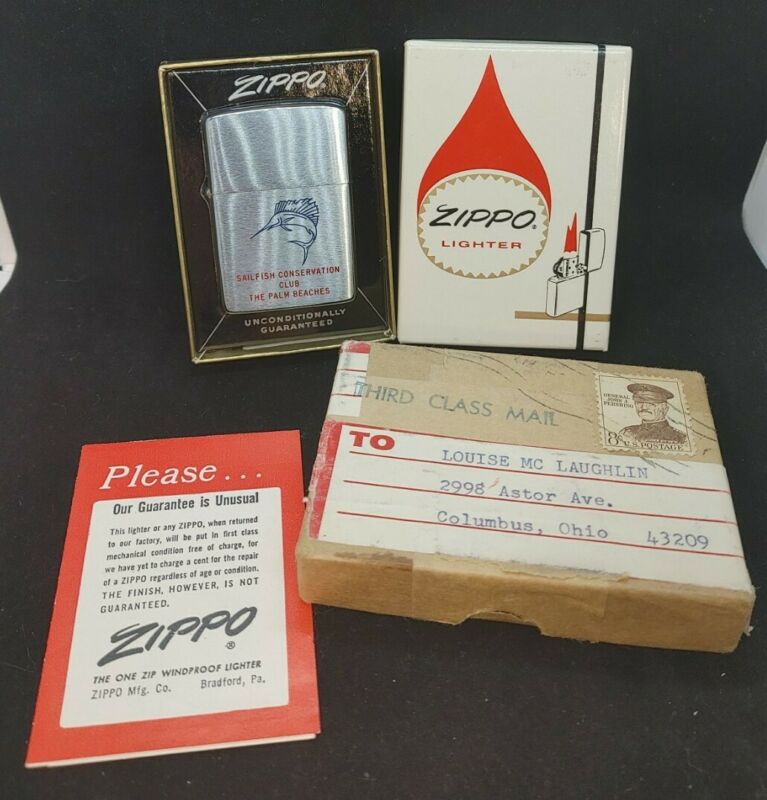 ZIPPO
SAILFISH CONSERVATION
CLUB
THE PALM BEACHES
UNCONDITIONALLY
GUARANTEED
ZIPPO®
LIGHTER
THIRD CLASS MAIL
GENERAL
JOHN J.
PERSHING
8¢ U.S. POSTAGE
TO
LOUISE MC LAUGHLIN
2998 Astor Ave.
Columbus, Ohio 43209
Please...
Our Guarantee is Unusual
This lighter or any ZIPPO, when returned
to our factory, will be put in first class
mechanical condition free of charge, for
we have yet to charge a cent for the repair
of a ZIPPO regardless of age or condition.
THE FINISH, HOWEVER, IS NOT
GUARANTEED.
ZIPPO®
THE ONE ZIP WINDPROOF LIGHTER
ZIPPO Mfg. Co. Bradford, Pa.